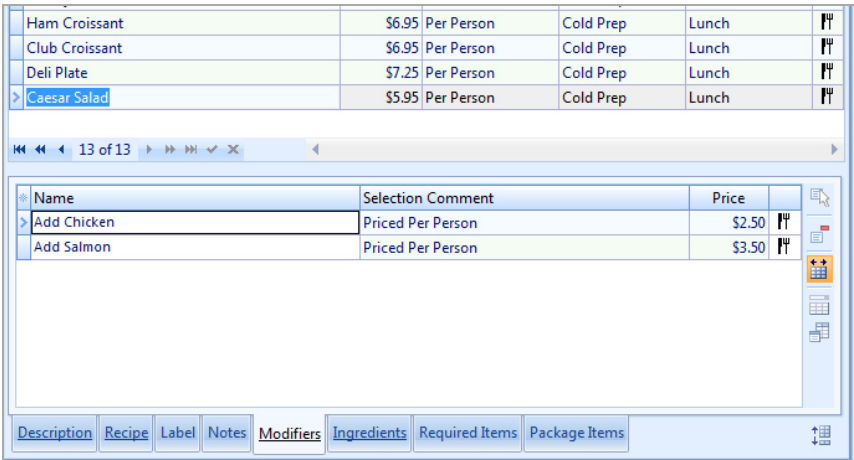 Ham Croissant $6.95 Per Person Cold Prep Lunch
Club Croissant $6.95 Per Person Cold Prep Lunch
Deli Plate $7.25 Per Person Cold Prep Lunch
Caesar Salad $5.95 Per Person Cold Prep Lunch
13 of 13
Name Selection Comment Price
Add Chicken Priced Per Person $2.50
Add Salmon Priced Per Person $3.50
Description Recipe Label Notes Modifiers Ingredients Required Items Package Items